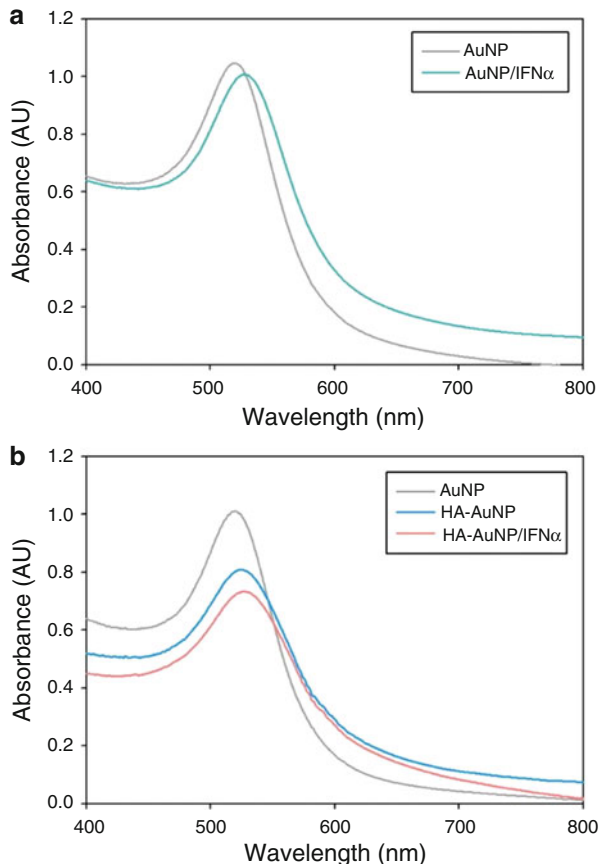 a
1.2
1.0
0.8
0.6
0.4
0.2
0.0
Absorbance (AU)
AuNP
AuNP/IFNα
400 500 600 700 800
Wavelength (nm)
b
1.2
1.0
0.8
0.6
0.4
0.2
0.0
Absorbance (AU)
AuNP
HA-AuNP
HA-AuNP/IFNα
400 500 600 700 800
Wavelength (nm)